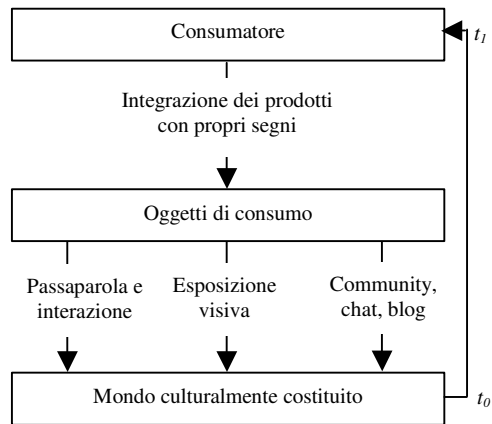 Consumatore
t1
Integrazione dei prodotti
con propri segni
Oggetti di consumo
Passaparola e
interazione
Esposizione
visiva
Community,
chat, blog
Mondo culturalmente costituito
t0